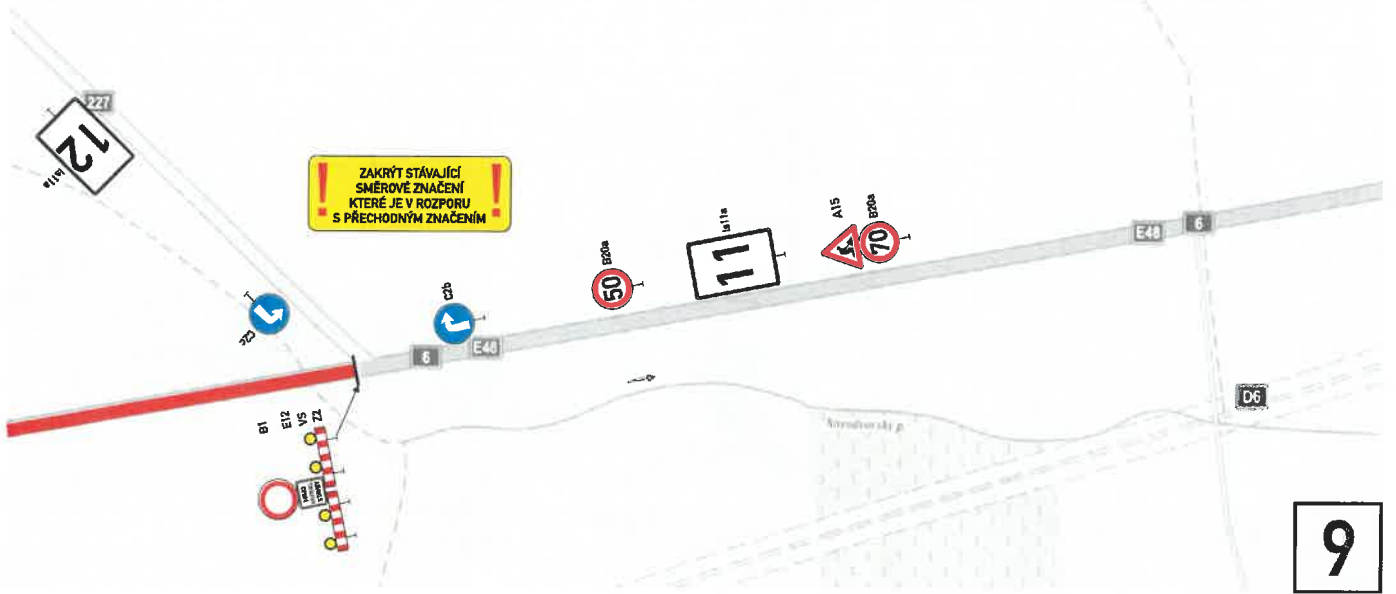 227
12
IS11a
ZAKRÝT STÁVAJÍCÍ
SMĚROVÉ ZNAČENÍ
KTERÉ JE V ROZPORU
S PŘECHODNÝM ZNAČENÍM
!
!
C2c
C2b
50
B20a
11
IS11a
A15
70
B20a
E48
6
6
E48
B1
E12
VS
Z2
D6
9